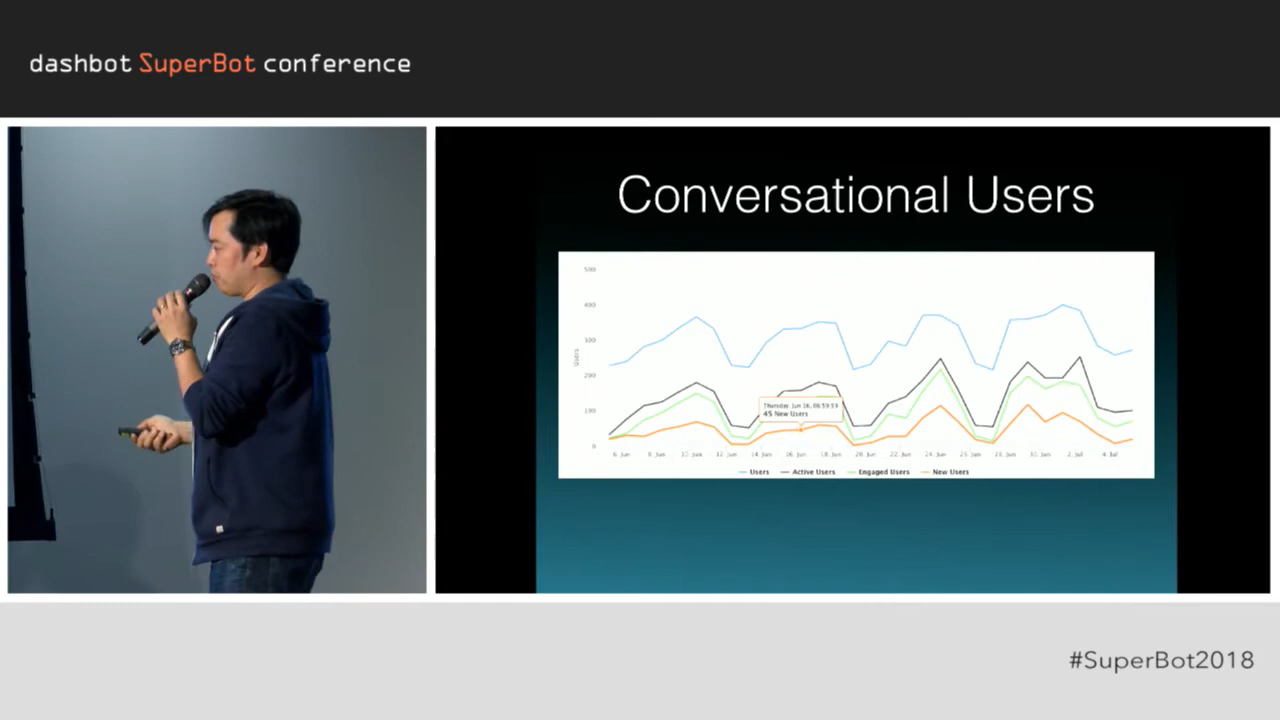 dashbot SuperBot conference
Conversational Users
500
400
300
200
100
0
Users
Thursday Jun 16, 06:59:59
45 New Users
6. Jun 8. Jun 10. Jun 12. Jun 14. Jun 16. Jun 18. Jun 20. Jun 22. Jun 24. Jun 26. Jun 28. Jun 30. Jun 2. Jul 4. Jul
Users Active Users Engaged Users New Users
#SuperBot2018